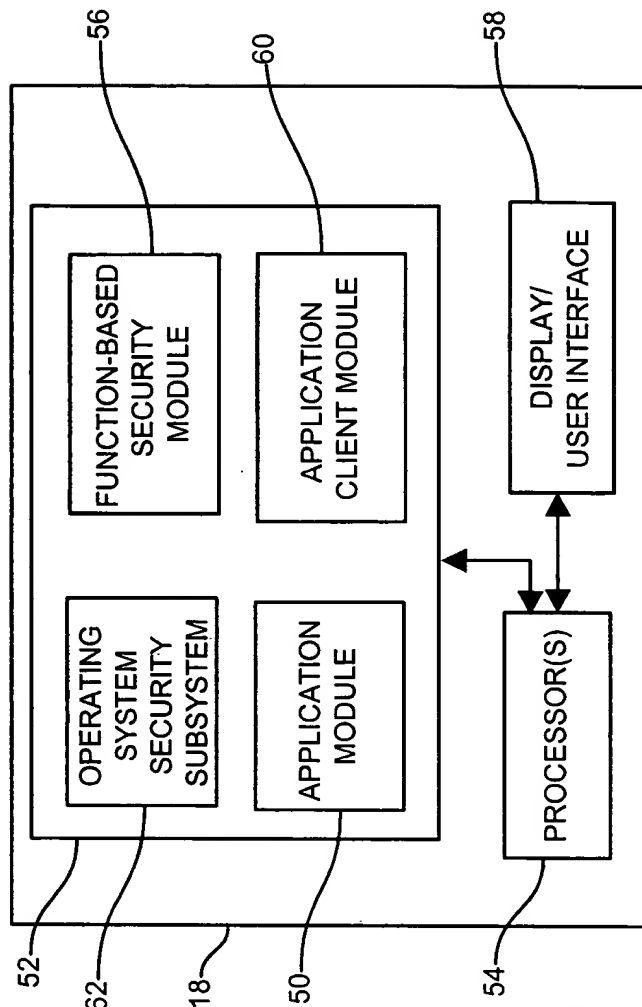 52
62
OPERATING
SYSTEM
SECURITY
SUBSYSTEM
FUNCTION-BASED
SECURITY
MODULE
56
18
50
APPLICATION
MODULE
APPLICATION
CLIENT MODULE
60
54
PROCESSOR(S)
DISPLAY/
USER INTERFACE
58